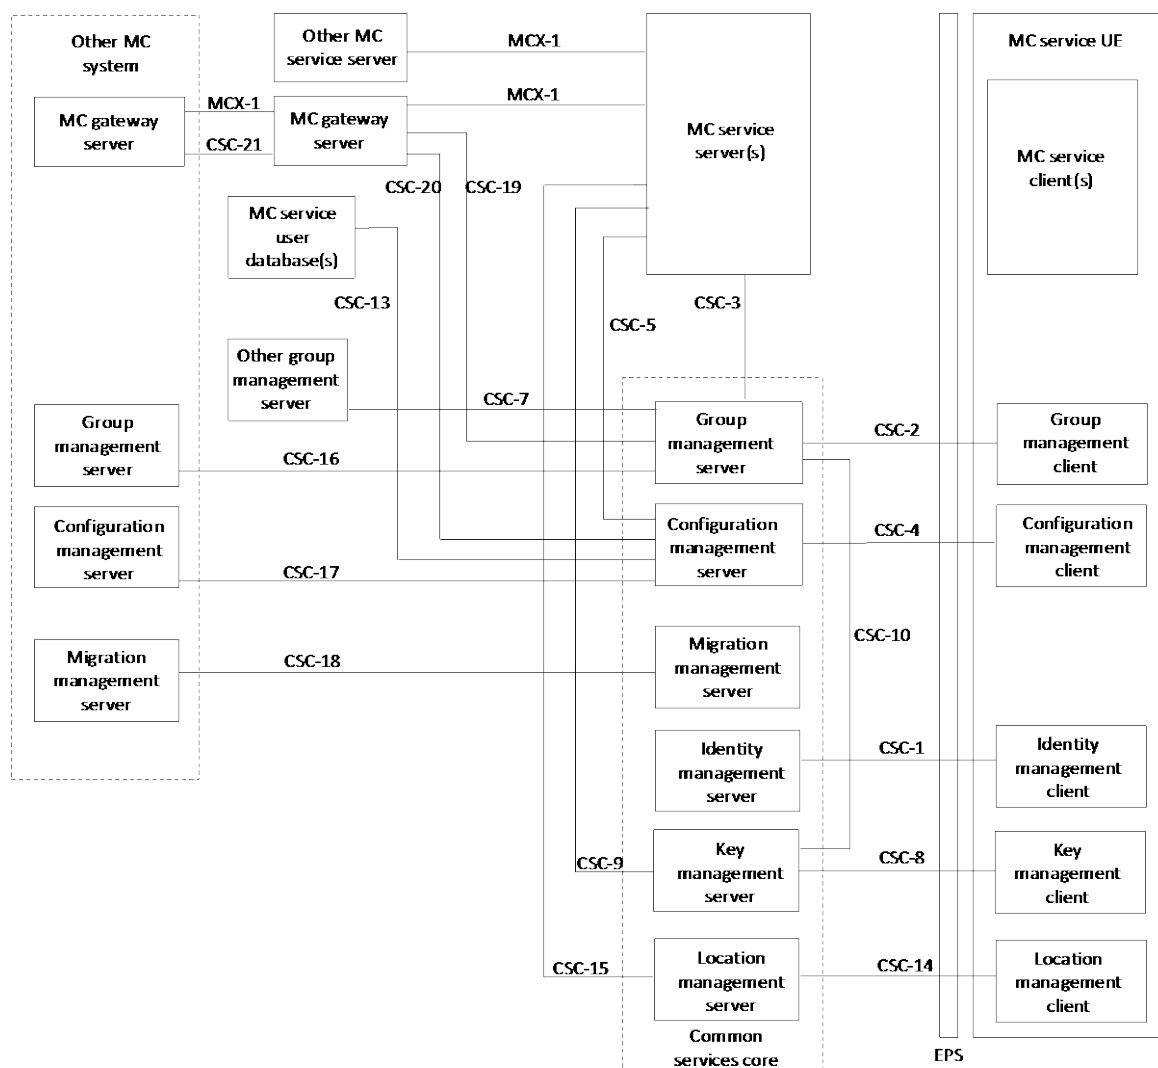 Other MC
system
Other MC
service server
MCX-1
MC service UE
MC gateway
server
MCX-1
CSC-21
MC gateway
server
MCX-1
MC service
server(s)
MC service
client(s)
CSC-20
CSC-19
MC service
user
database(s)
CSC-13
CSC-5
CSC-3
Other group
management
server
CSC-7
Group
management
server
CSC-16
Group
management
server
CSC-2
Group
management
client
Configuration
management
server
CSC-17
Configuration
management
server
CSC-4
Configuration
management
client
CSC-10
Migration
management
server
CSC-18
Migration
management
server
Identity
management
server
CSC-1
Identity
management
client
CSC-9
Key
management
server
CSC-8
Key
management
client
CSC-15
Location
management
server
CSC-14
Location
management
client
Common
services core
EPS